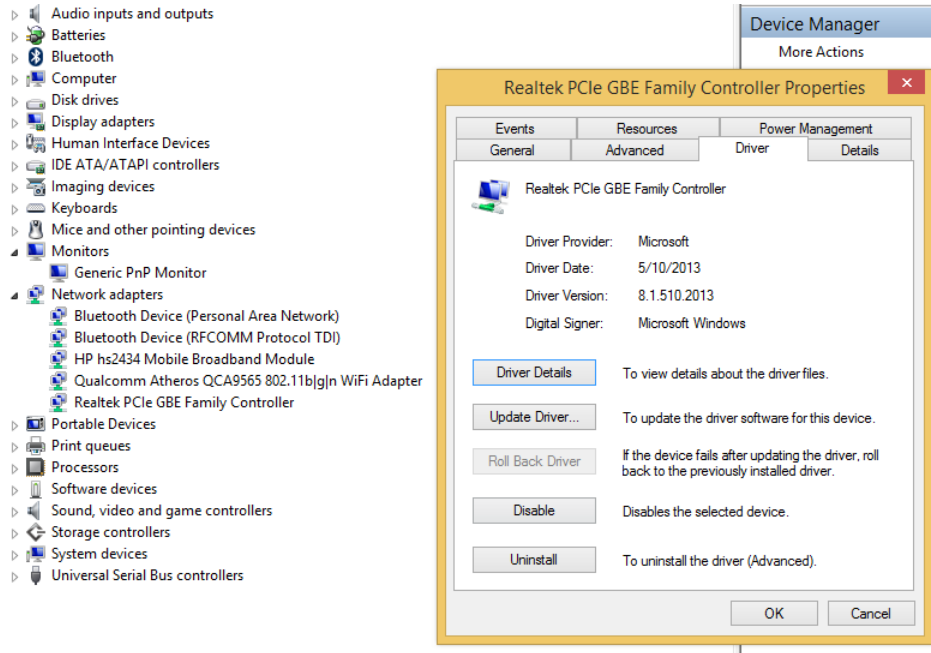 Audio inputs and outputs
Batteries
Bluetooth
Computer
Disk drives
Display adapters
Human Interface Devices
IDE ATA/ATAPI controllers
Imaging devices
Keyboards
Mice and other pointing devices
Monitors
Generic PnP Monitor
Network adapters
Bluetooth Device (Personal Area Network)
Bluetooth Device (RFCOMM Protocol TDI)
HP hs2434 Mobile Broadband Module
Qualcomm Atheros QCA9565 802.11b|g|n WiFi Adapter
Realtek PCIe GBE Family Controller
Portable Devices
Print queues
Processors
Software devices
Sound, video and game controllers
Storage controllers
System devices
Universal Serial Bus controllers
Device Manager
More Actions
Realtek PCIe GBE Family Controller Properties
Events Resources Power Management
General Advanced Driver Details
Realtek PCIe GBE Family Controller
Driver Provider: Microsoft
Driver Date: 5/10/2013
Driver Version: 8.1.510.2013
Digital Signer: Microsoft Windows
Driver Details To view details about the driver files.
Update Driver... To update the driver software for this device.
Roll Back Driver If the device fails after updating the driver, roll
back to the previously installed driver.
Disable Disables the selected device.
Uninstall To uninstall the driver (Advanced).
OK Cancel